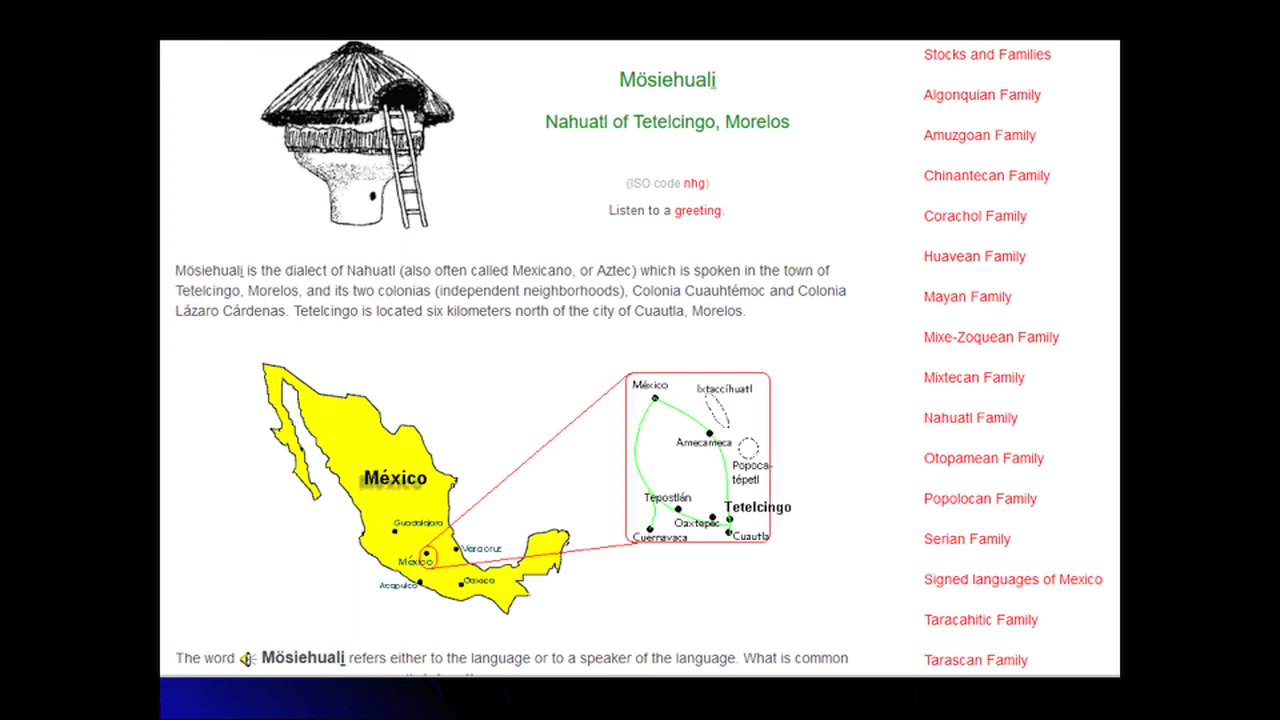 Mösiehuali̱
Nahuatl of Tetelcingo, Morelos
(ISO code nhg)
Listen to a greeting.
Mösiehuali̱ is the dialect of Nahuatl (also often called Mexicano, or Aztec) which is spoken in the town of
Tetelcingo, Morelos, and its two colonias (independent neighborhoods), Colonia Cuauhtémoc and Colonia
Lázaro Cárdenas. Tetelcingo is located six kilometers north of the city of Cuautla, Morelos.
México
Guadalajara
México
Veracruz
Acapulco
Oaxaca
México
Ixtaccíhuatl
Amecameca
Popoca-
tépetl
Tepostlán
Tetelcingo
Oaxtepec
Cuernavaca
Cuautla
The word Mösiehuali̱ refers either to the language or to a speaker of the language. What is common
Stocks and Families
Algonquian Family
Amuzgoan Family
Chinantecan Family
Corachol Family
Huavean Family
Mayan Family
Mixe-Zoquean Family
Mixtecan Family
Nahuatl Family
Otopamean Family
Popolocan Family
Serian Family
Signed languages of Mexico
Taracahitic Family
Tarascan Family